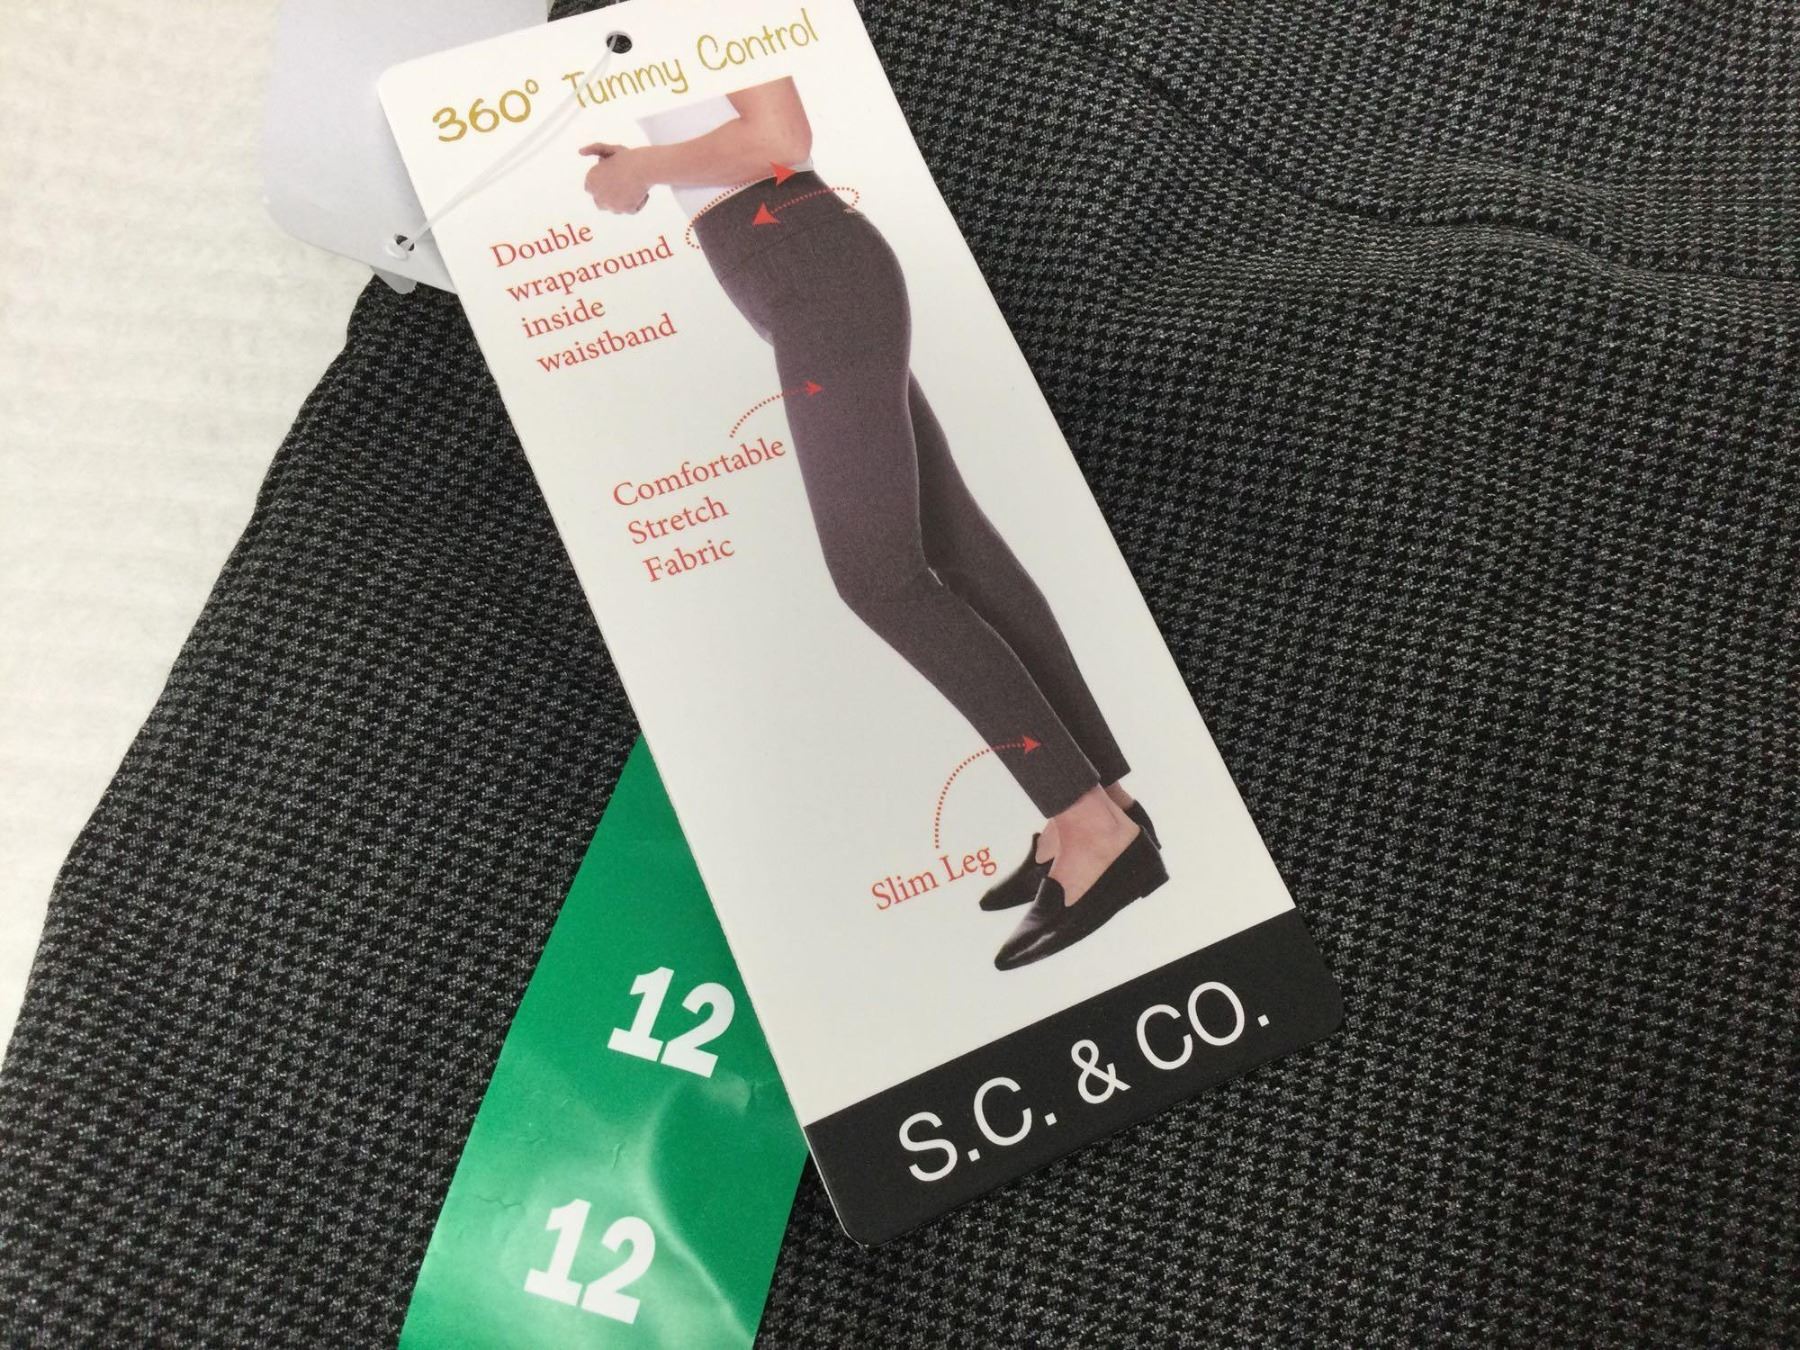 360° Tummy Control
Double
wraparound
inside
waistband
Comfortable
Stretch
Fabric
Slim Leg
S.C. & CO.
12
12